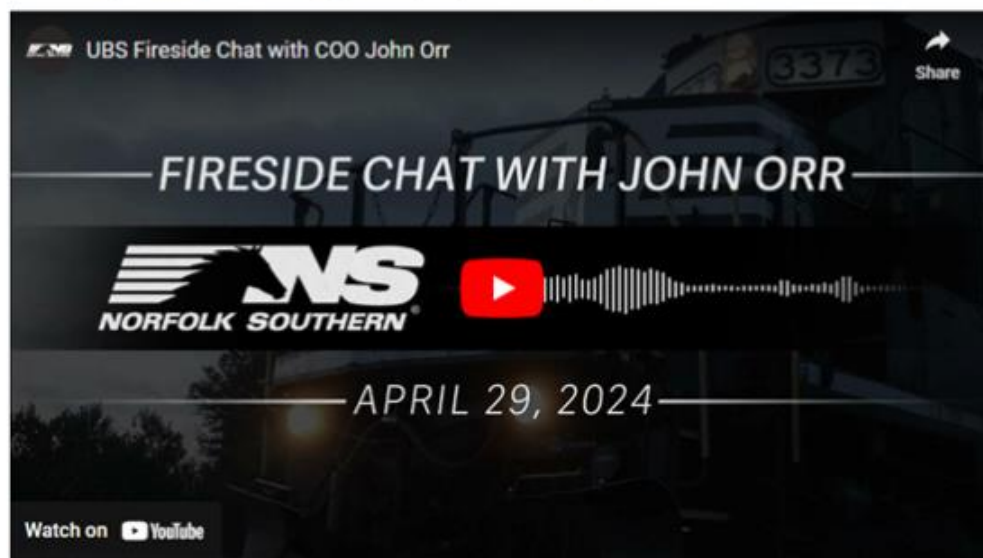 UBS Fireside Chat with COO John Orr
Share
3373
FIRESIDE CHAT WITH JOHN ORR
NS
NORFOLK SOUTHERN®
APRIL 29, 2024
Watch on YouTube